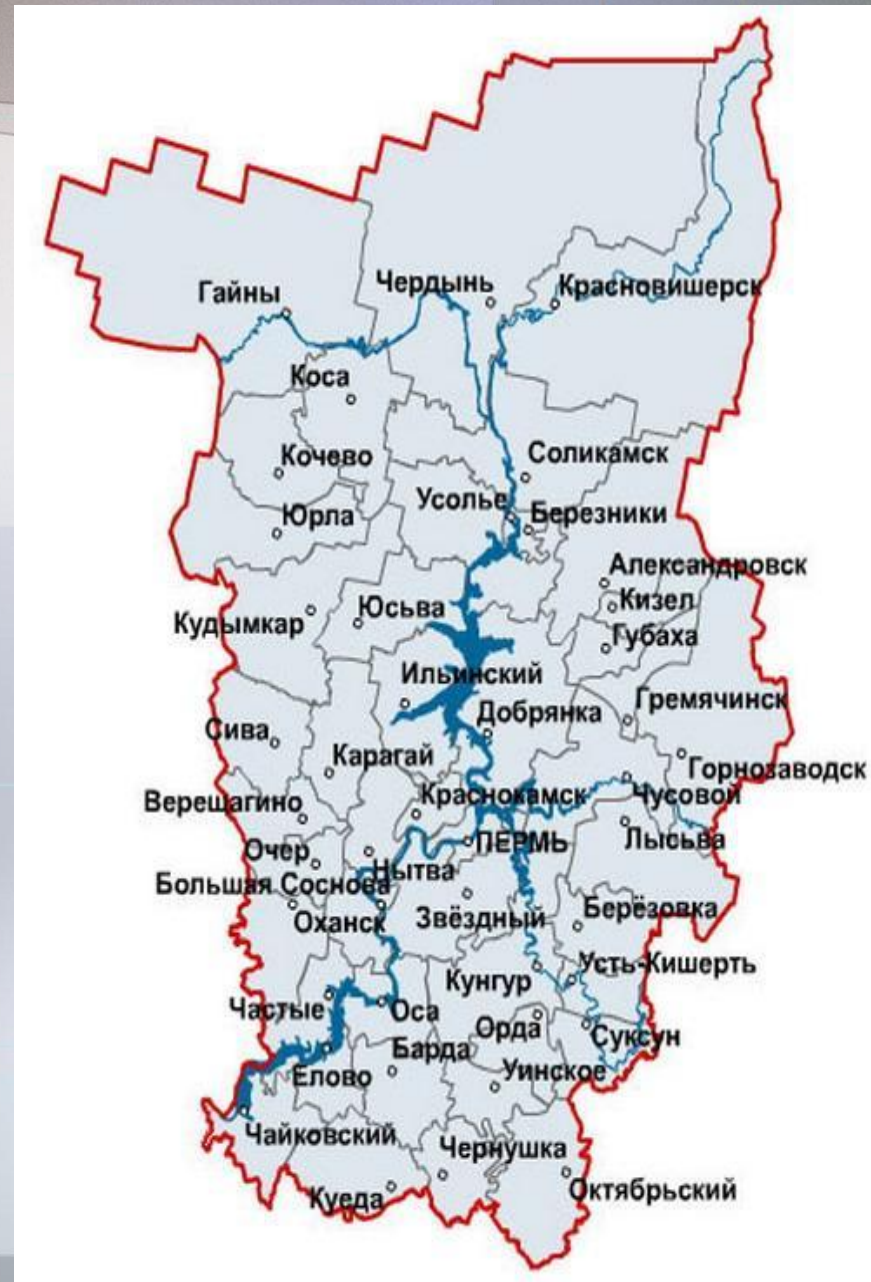 Чердынь
Красновишерск
Гайны
Коса
Кочево
Соликамск
Усолье
Березники
Юрла
Александровск
Кизел
Юсьва
Кудымкар
Губаха
Ильинский
Гремячинск
Добрянка
Сива
Карагай
Горнозаводск
Чусовой
Краснокамск
Верещагино
Лысьва
ПЕРМЬ
Очер
Нытва
Большая Соснова
Звёздный
Берёзовка
Оханск
Усть-Кишерть
Кунгур
Частые
Оса
Орда
Суксун
Барда
Елово
Уинское
Чайковский
Чернушка
Куеда
Октябрьский